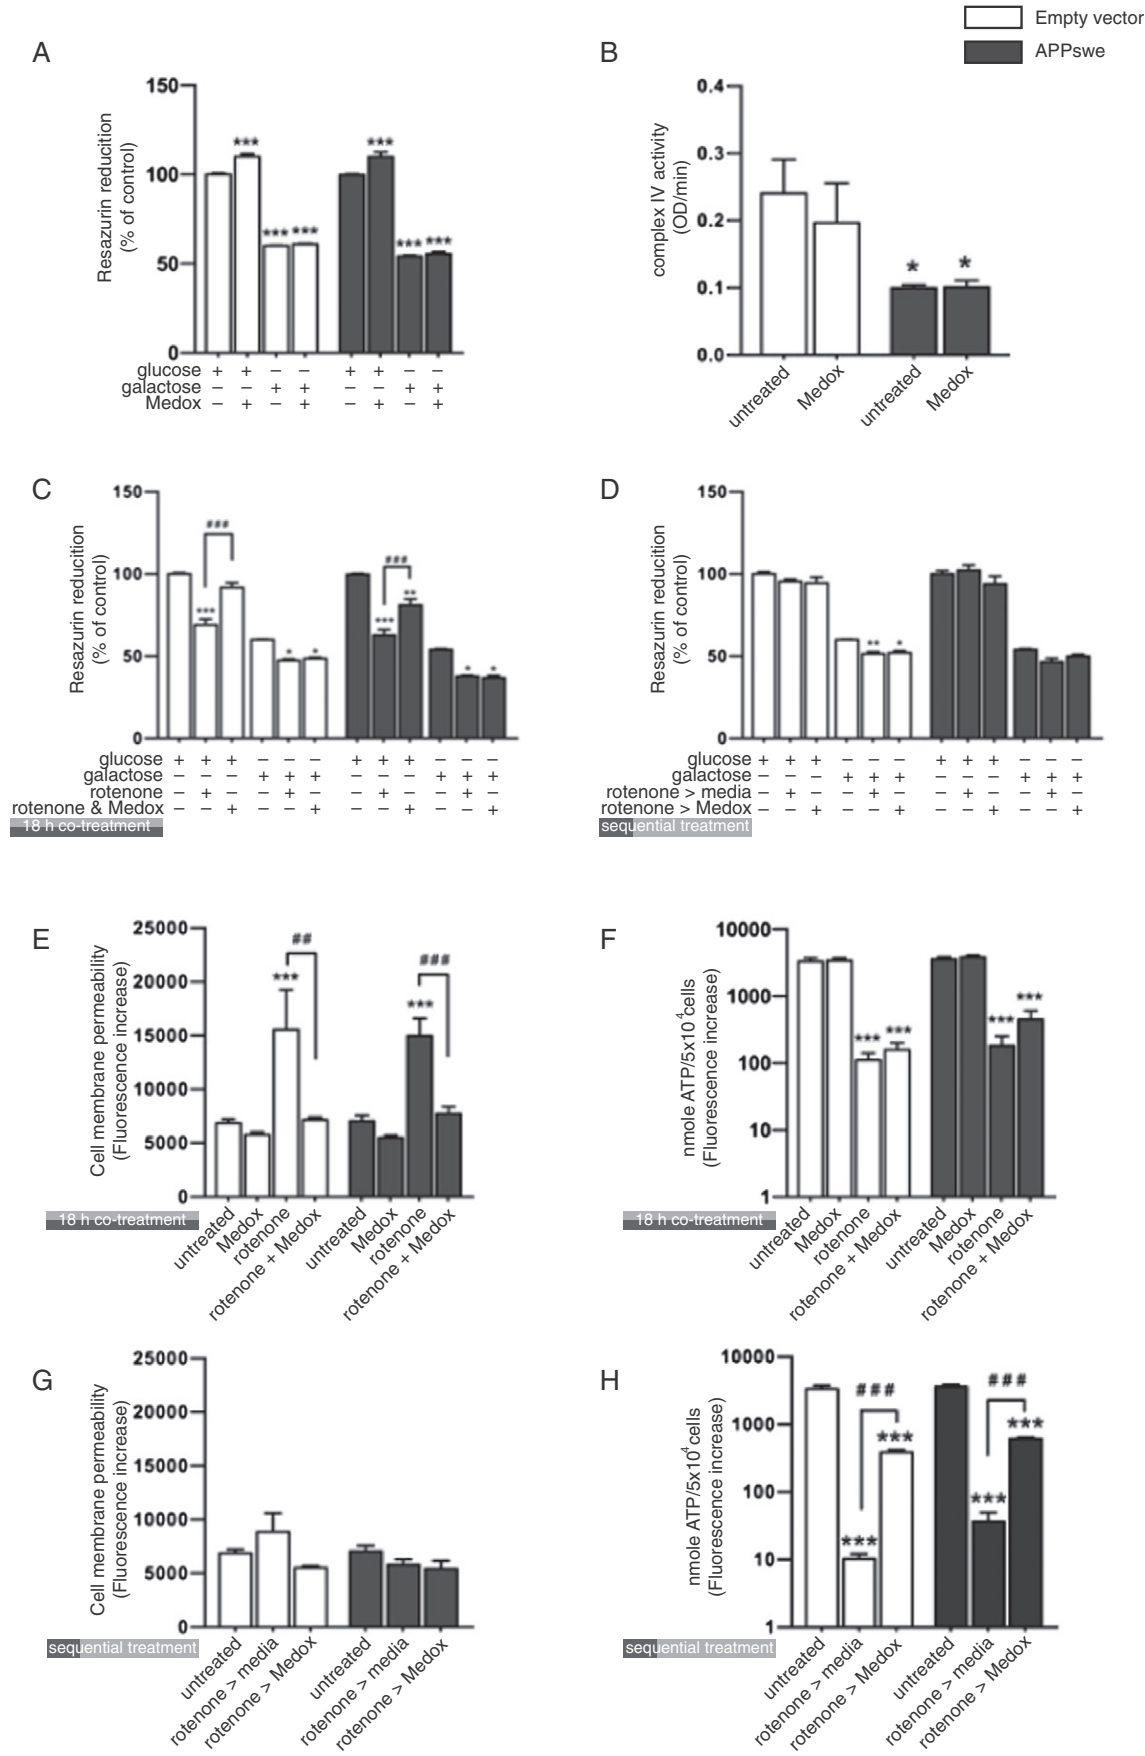 Empty vector
APPswe
A
Resazurin reducition
(% of control)
150
100
50
0
*** *** *** *** *** ***
glucose + + – – + + – –
galactose – – + + – – + +
Medox – + – + – + – +
B
complex IV activity
(OD/min)
0.4
0.3
0.2
0.1
0.0
* *
untreated
Medox
untreated
Medox
C
Resazurin reducition
(% of control)
150
100
50
0
###
***
* *
###
***
**
* *
glucose + + + – – – + + + – – –
galactose – – – + + + – – – + + +
rotenone – + – – + – – + – – + –
rotenone & Medox – – + – – + – – + – – +
18 h co-treatment
D
Resazurin reducition
(% of control)
150
100
50
0
** *
glucose + + + – – – + + + – – –
galactose – – – + + + – – – + + +
rotenone > media – + – – + – – + – – + –
rotenone > Medox – – + – – + – – + – – +
sequential treatment
E
Cell membrane permeability
(Fluorescence increase)
25000
20000
15000
10000
5000
0
##
***
###
***
18 h co-treatment
untreated
Medox
rotenone
rotenone + Medox
untreated
Medox
rotenone
rotenone + Medox
F
nmole ATP/5x10⁴cells
(Fluorescence increase)
10000
1000
100
10
1
*** *** *** ***
18 h co-treatment
untreated
Medox
rotenone
rotenone + Medox
untreated
Medox
rotenone
rotenone + Medox
G
Cell membrane permeability
(Fluorescence increase)
25000
20000
15000
10000
5000
0
sequential treatment
untreated
rotenone > media
rotenone > Medox
untreated
rotenone > media
rotenone > Medox
H
nmole ATP/5x10⁴cells
(Fluorescence increase)
10000
1000
100
10
1
###
***
***
###
***
***
sequential treatment
untreated
rotenone > media
rotenone > Medox
untreated
rotenone > media
rotenone > Medox